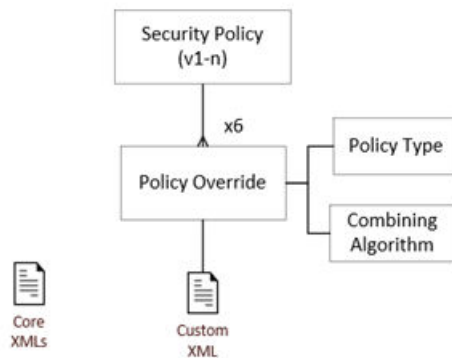 Security Policy
(v1-n)
x6
Policy Type
Policy Override
Combining
Algorithm
Core
XMLs
Custom
XML